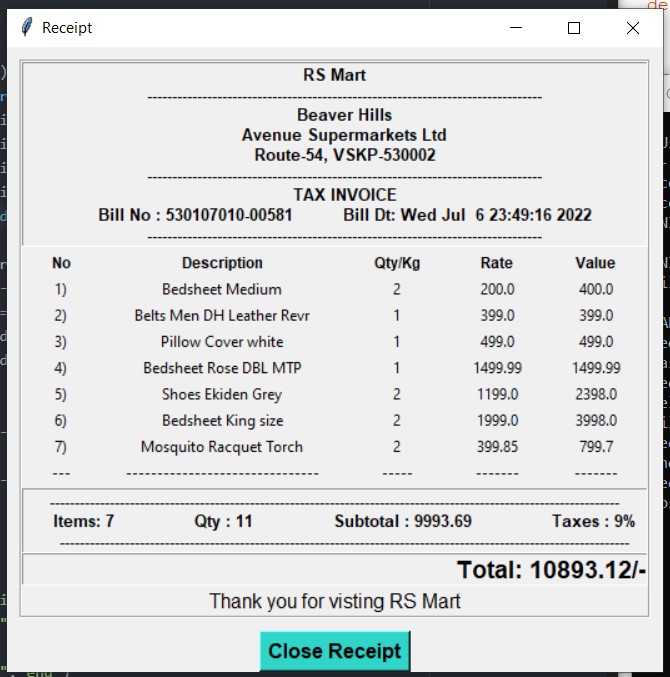 Receipt
RS Mart
--------------------------------------------------------------------------------
Beaver Hills
Avenue Supermarkets Ltd
Route-54, VSKP-530002
--------------------------------------------------------------------------------
TAX INVOICE
Bill No : 530107010-00581 Bill Dt: Wed Jul 6 23:49:16 2022
--------------------------------------------------------------------------------
No Description Qty/Kg Rate Value
1) Bedsheet Medium 2 200.0 400.0
2) Belts Men DH Leather Revr 1 399.0 399.0
3) Pillow Cover white 1 499.0 499.0
4) Bedsheet Rose DBL MTP 1 1499.99 1499.99
5) Shoes Ekiden Grey 2 1199.0 2398.0
6) Bedsheet King size 2 1999.0 3998.0
7) Mosquito Racquet Torch 2 399.85 799.7
--- ------------------------------- ----- ------- -------
--------------------------------------------------------------------------------------------------------------------
Items: 7 Qty : 11 Subtotal : 9993.69 Taxes : 9%
--------------------------------------------------------------------------------------------------------------------
Total: 10893.12/-
Thank you for visting RS Mart
Close Receipt